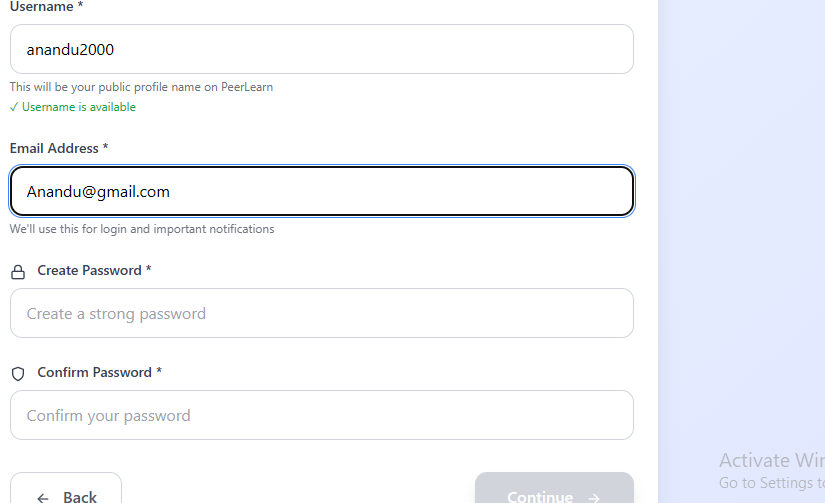 Username *
anandu2000
This will be your public profile name on PeerLearn
✓ Username is available
Email Address *
Anandu@gmail.com
We'll use this for login and important notifications
Create Password *
Create a strong password
Confirm Password *
Confirm your password
← Back
Continue →
Activate Win
Go to Settings to